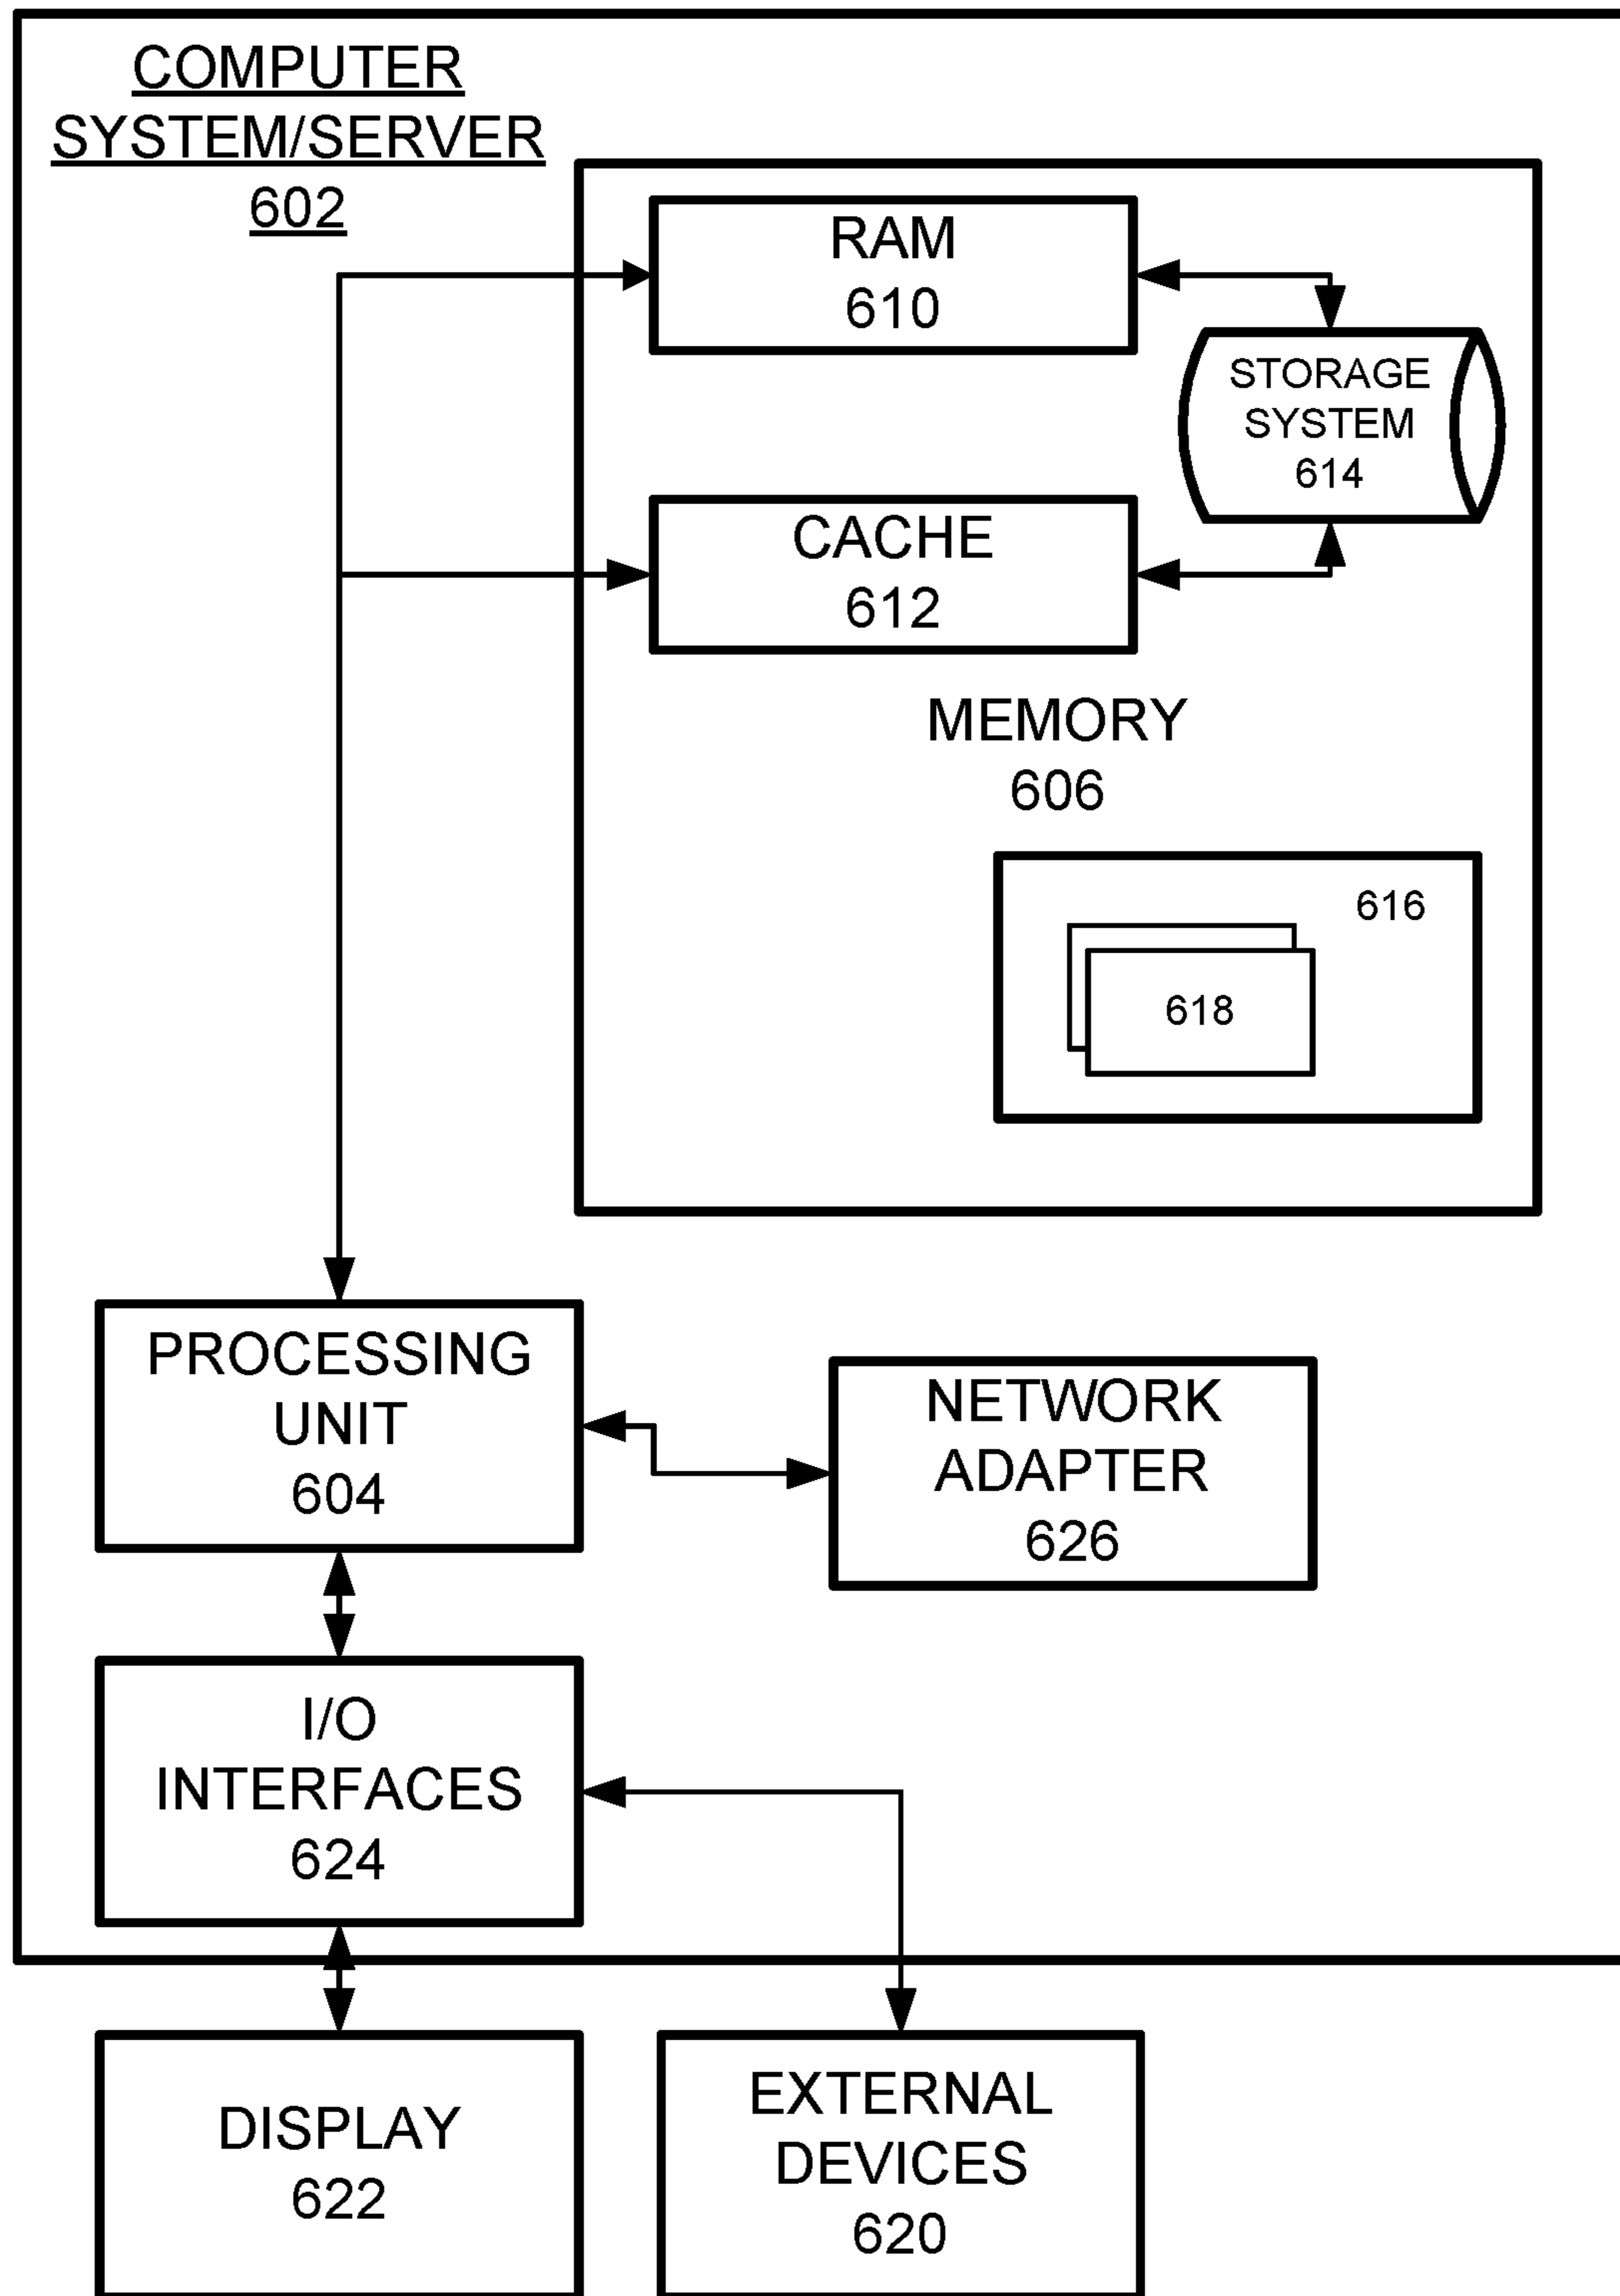 COMPUTER
SYSTEM/SERVER
602
RAM
610
STORAGE
SYSTEM
614
CACHE
612
MEMORY
606
616
618
PROCESSING
UNIT
604
NETWORK
ADAPTER
626
I/O
INTERFACES
624
DISPLAY
622
EXTERNAL
DEVICES
620